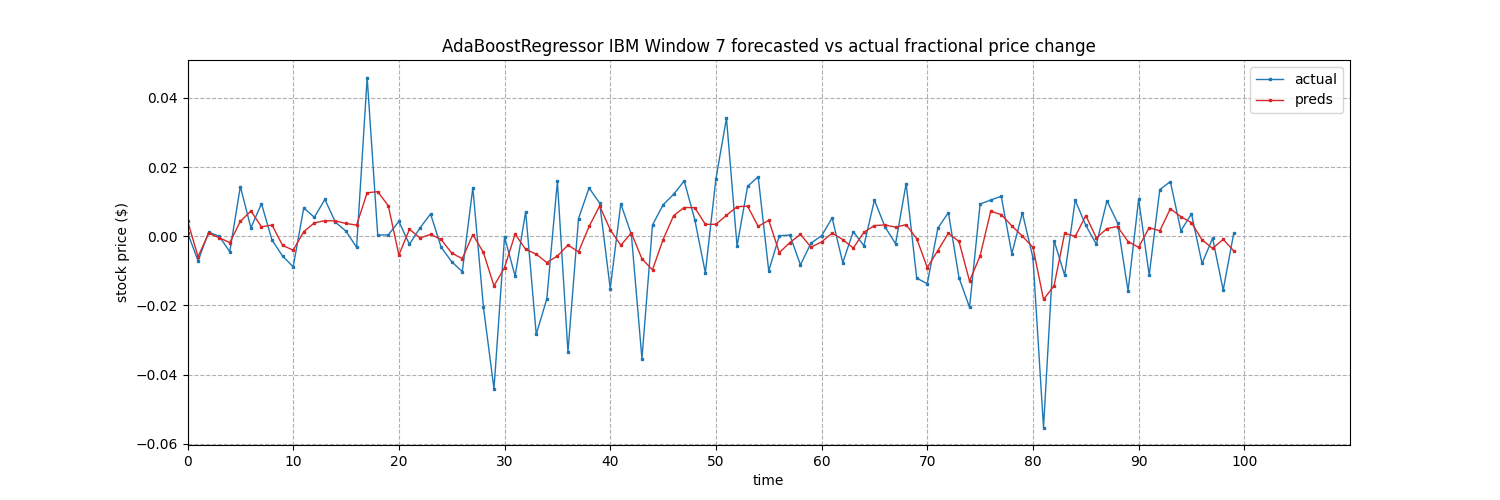 AdaBoostRegressor IBM Window 7 forecasted vs actual fractional price change
actual
preds
0.04
0.02
0.00
−0.02
−0.04
−0.06
stock price ($)
0 10 20 30 40 50 60 70 80 90 100
time